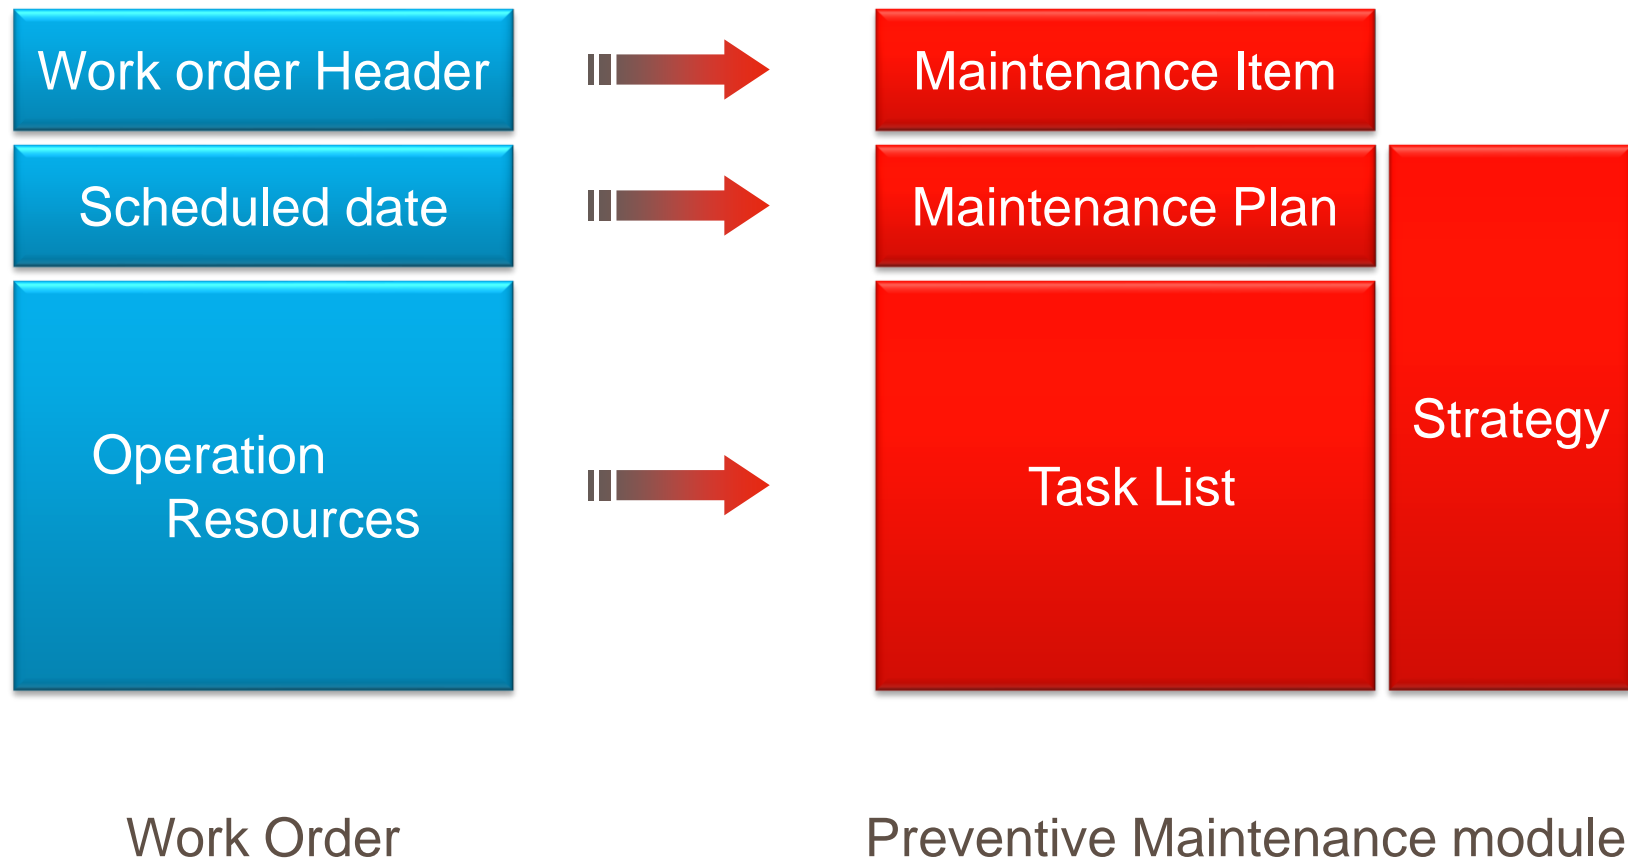 Work order Header
Maintenance Item
Scheduled date
Maintenance Plan
Operation
Resources
Task List
Strategy
Work Order
Preventive Maintenance module